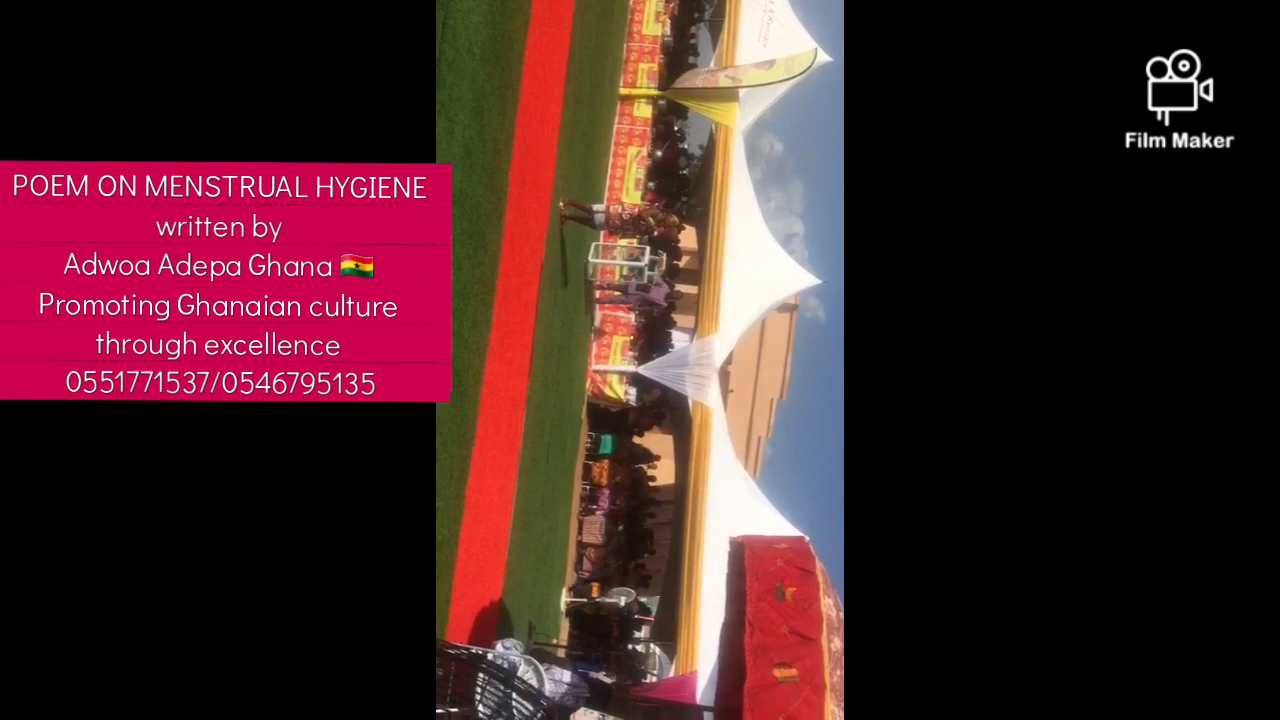 POEM ON MENSTRUAL HYGIENE
written by
Adwoa Adepa Ghana 🇬🇭
Promoting Ghanaian culture
through excellence
0551771537/0546795135
Film Maker